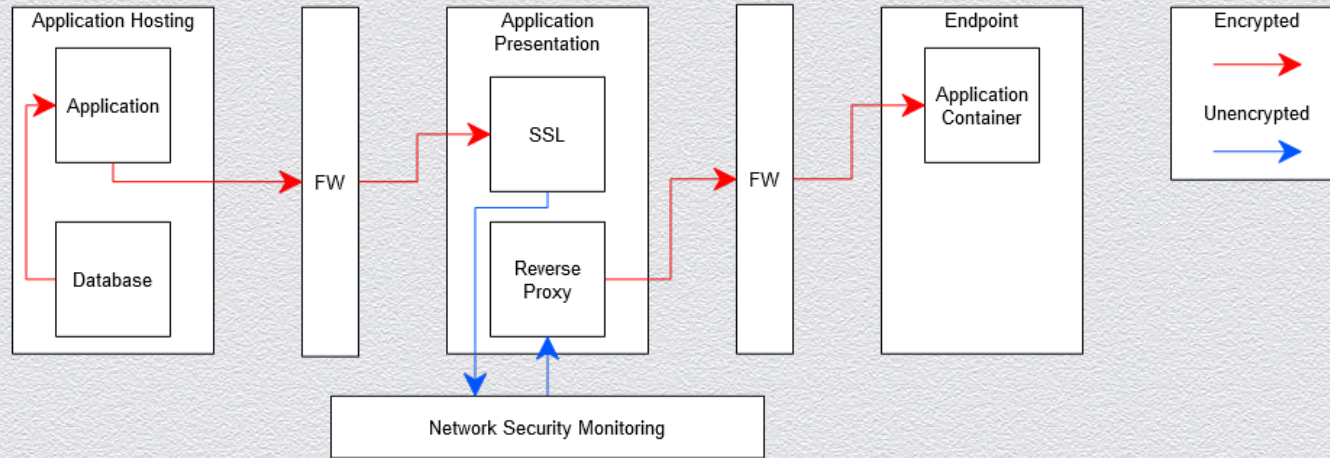 Application Hosting
Application
Database
FW
Application
Presentation
SSL
Reverse
Proxy
FW
Endpoint
Application
Container
Encrypted
Unencrypted
Network Security Monitoring